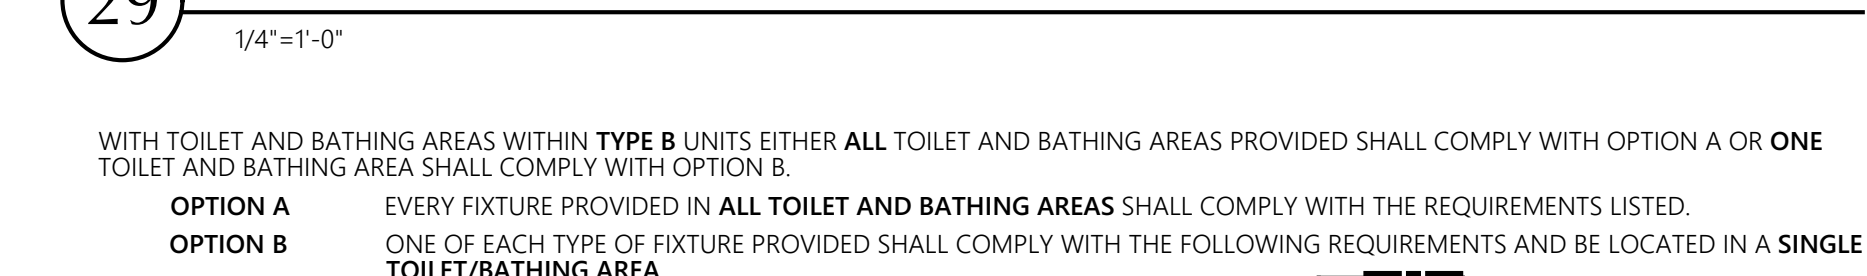 29
1/4"=1'-0"
WITH TOILET AND BATHING AREAS WITHIN TYPE B UNITS EITHER ALL TOILET AND BATHING AREAS PROVIDED SHALL COMPLY WITH OPTION A OR ONE
TOILET AND BATHING AREA SHALL COMPLY WITH OPTION B.
OPTION A EVERY FIXTURE PROVIDED IN ALL TOILET AND BATHING AREAS SHALL COMPLY WITH THE REQUIREMENTS LISTED.
OPTION B ONE OF EACH TYPE OF FIXTURE PROVIDED SHALL COMPLY WITH THE FOLLOWING REQUIREMENTS AND BE LOCATED IN A SINGLE
TOILET/BATHING AREA